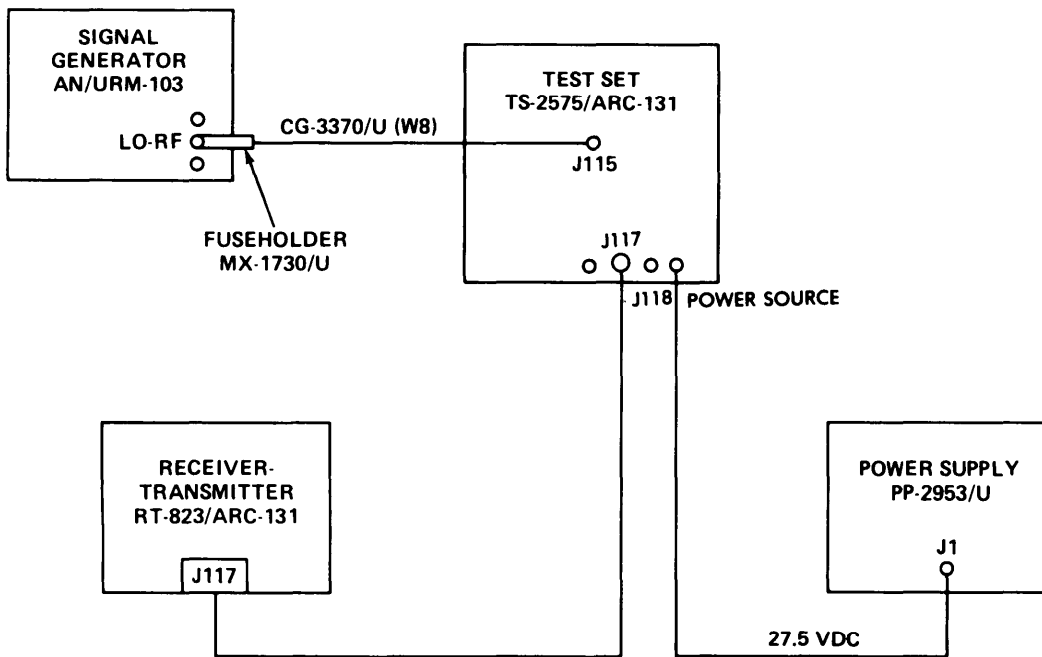 SIGNAL
GENERATOR
AN/URM-103
LO-RF
CG-3370/U (W8)
FUSEHOLDER
MX-1730/U
TEST SET
TS-2575/ARC-131
J115
J117
J118
POWER SOURCE
RECEIVER-
TRANSMITTER
RT-823/ARC-131
J117
POWER SUPPLY
PP-2953/U
J1
27.5 VDC